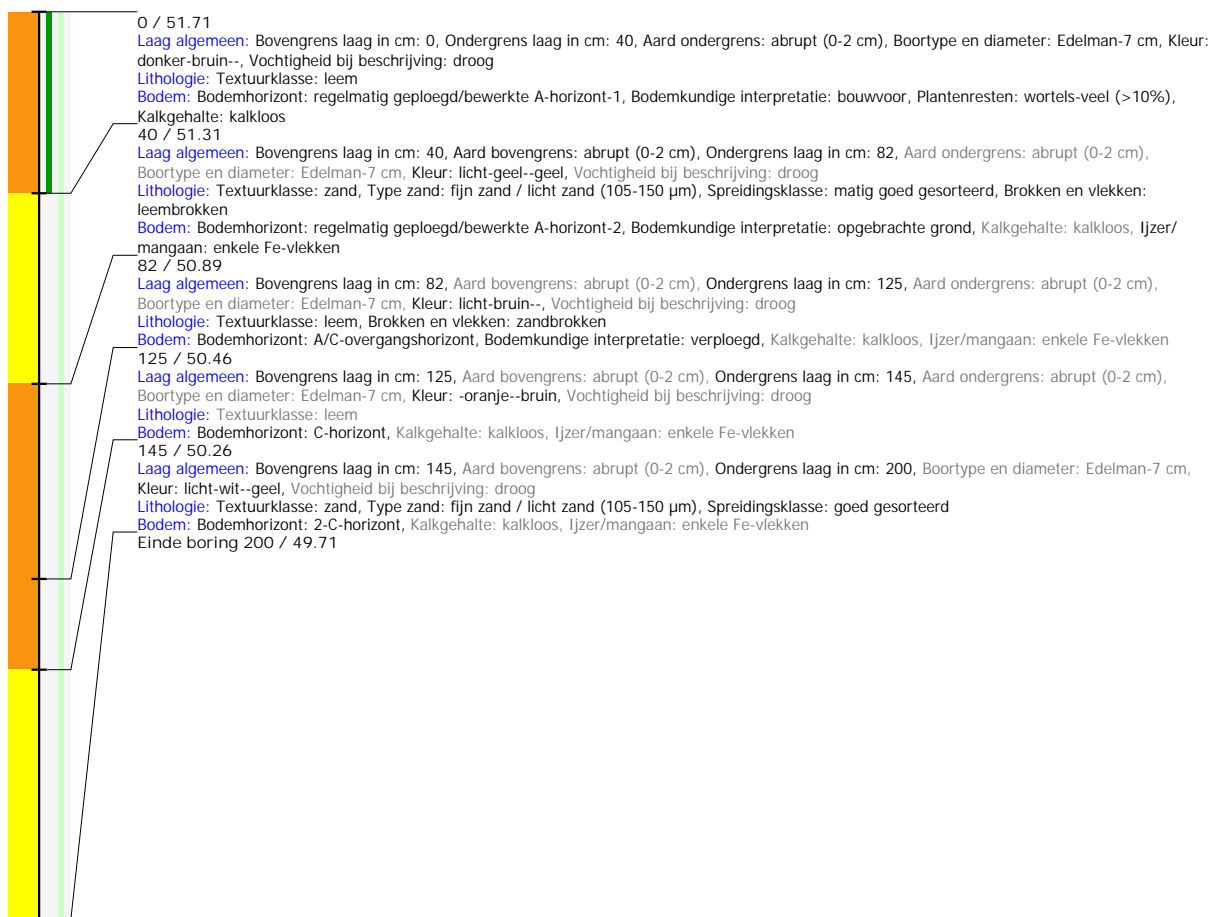 0 / 51.71
Laag algemeen: Bovengrens laag in cm: 0, Ondergrens laag in cm: 40, Aard ondergrens: abrupt (0-2 cm), Boortype en diameter: Edelman-7 cm, Kleur:
donker-bruin--, Vochtigheid bij beschrijving: droog
Lithologie: Textuurklasse: leem
Bodem: Bodemhorizont: regelmatig geploegd/bewerkte A-horizont-1, Bodemkundige interpretatie: bouwvoor, Plantenresten: wortels-veel (>10%),
Kalkgehalte: kalkloos
40 / 51.31
Laag algemeen: Bovengrens laag in cm: 40, Aard bovengrens: abrupt (0-2 cm), Ondergrens laag in cm: 82, Aard ondergrens: abrupt (0-2 cm),
Boortype en diameter: Edelman-7 cm, Kleur: licht-geel--geel, Vochtigheid bij beschrijving: droog
Lithologie: Textuurklasse: zand, Type zand: fijn zand / licht zand (105-150 µm), Spreidingsklasse: matig goed gesorteerd, Brokken en vlekken:
leembrokken
Bodem: Bodemhorizont: regelmatig geploegd/bewerkte A-horizont-2, Bodemkundige interpretatie: opgebrachte grond, Kalkgehalte: kalkloos, Ijzer/
mangaan: enkele Fe-vlekken
82 / 50.89
Laag algemeen: Bovengrens laag in cm: 82, Aard bovengrens: abrupt (0-2 cm), Ondergrens laag in cm: 125, Aard ondergrens: abrupt (0-2 cm),
Boortype en diameter: Edelman-7 cm, Kleur: licht-bruin--, Vochtigheid bij beschrijving: droog
Lithologie: Textuurklasse: leem, Brokken en vlekken: zandbrokken
Bodem: Bodemhorizont: A/C-overgangshorizont, Bodemkundige interpretatie: verploegd, Kalkgehalte: kalkloos, Ijzer/mangaan: enkele Fe-vlekken
125 / 50.46
Laag algemeen: Bovengrens laag in cm: 125, Aard bovengrens: abrupt (0-2 cm), Ondergrens laag in cm: 145, Aard ondergrens: abrupt (0-2 cm),
Boortype en diameter: Edelman-7 cm, Kleur: -oranje--bruin, Vochtigheid bij beschrijving: droog
Lithologie: Textuurklasse: leem
Bodem: Bodemhorizont: C-horizont, Kalkgehalte: kalkloos, Ijzer/mangaan: enkele Fe-vlekken
145 / 50.26
Laag algemeen: Bovengrens laag in cm: 145, Aard bovengrens: abrupt (0-2 cm), Ondergrens laag in cm: 200, Boortype en diameter: Edelman-7 cm,
Kleur: licht-wit--geel, Vochtigheid bij beschrijving: droog
Lithologie: Textuurklasse: zand, Type zand: fijn zand / licht zand (105-150 µm), Spreidingsklasse: goed gesorteerd
Bodem: Bodemhorizont: 2-C-horizont, Kalkgehalte: kalkloos, Ijzer/mangaan: enkele Fe-vlekken
Einde boring 200 / 49.71